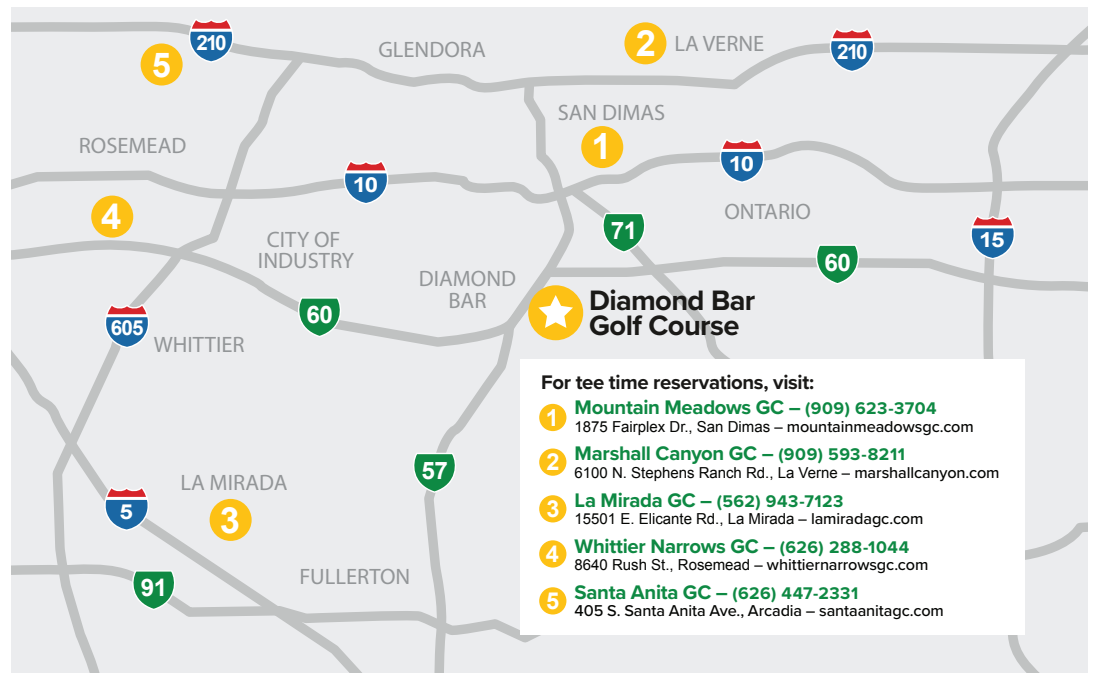 210
5
GLENDORA
2
LA VERNE
210
SAN DIMAS
1
ROSEMEAD
10
10
4
ONTARIO
71
15
CITY OF
INDUSTRY
60
DIAMOND
BAR
60
Diamond Bar
Golf Course
605
WHITTIER
For tee time reservations, visit:
1 Mountain Meadows GC – (909) 623-3704
1875 Fairplex Dr., San Dimas – mountainmeadowsgc.com
2 Marshall Canyon GC – (909) 593-8211
6100 N. Stephens Ranch Rd., La Verne – marshallcanyon.com
3 La Mirada GC – (562) 943-7123
15501 E. Elicante Rd., La Mirada – lamiradagc.com
4 Whittier Narrows GC – (626) 288-1044
8640 Rush St., Rosemead – whittiernarrowsgc.com
5 Santa Anita GC – (626) 447-2331
405 S. Santa Anita Ave., Arcadia – santaanitagc.com
57
LA MIRADA
5
3
91
FULLERTON